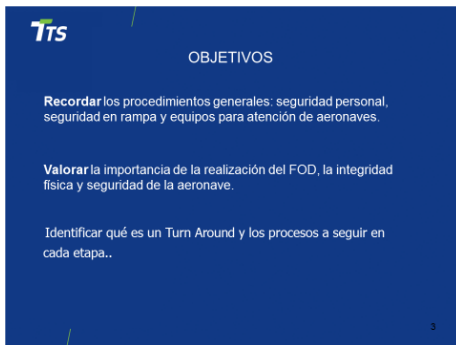 TTS
OBJETIVOS
Recordar los procedimientos generales: seguridad personal,
seguridad en rampa y equipos para atención de aeronaves.
Valorar la importancia de la realización del FOD, la integridad
física y seguridad de la aeronave.
Identificar qué es un Turn Around y los procesos a seguir en
cada etapa..
3